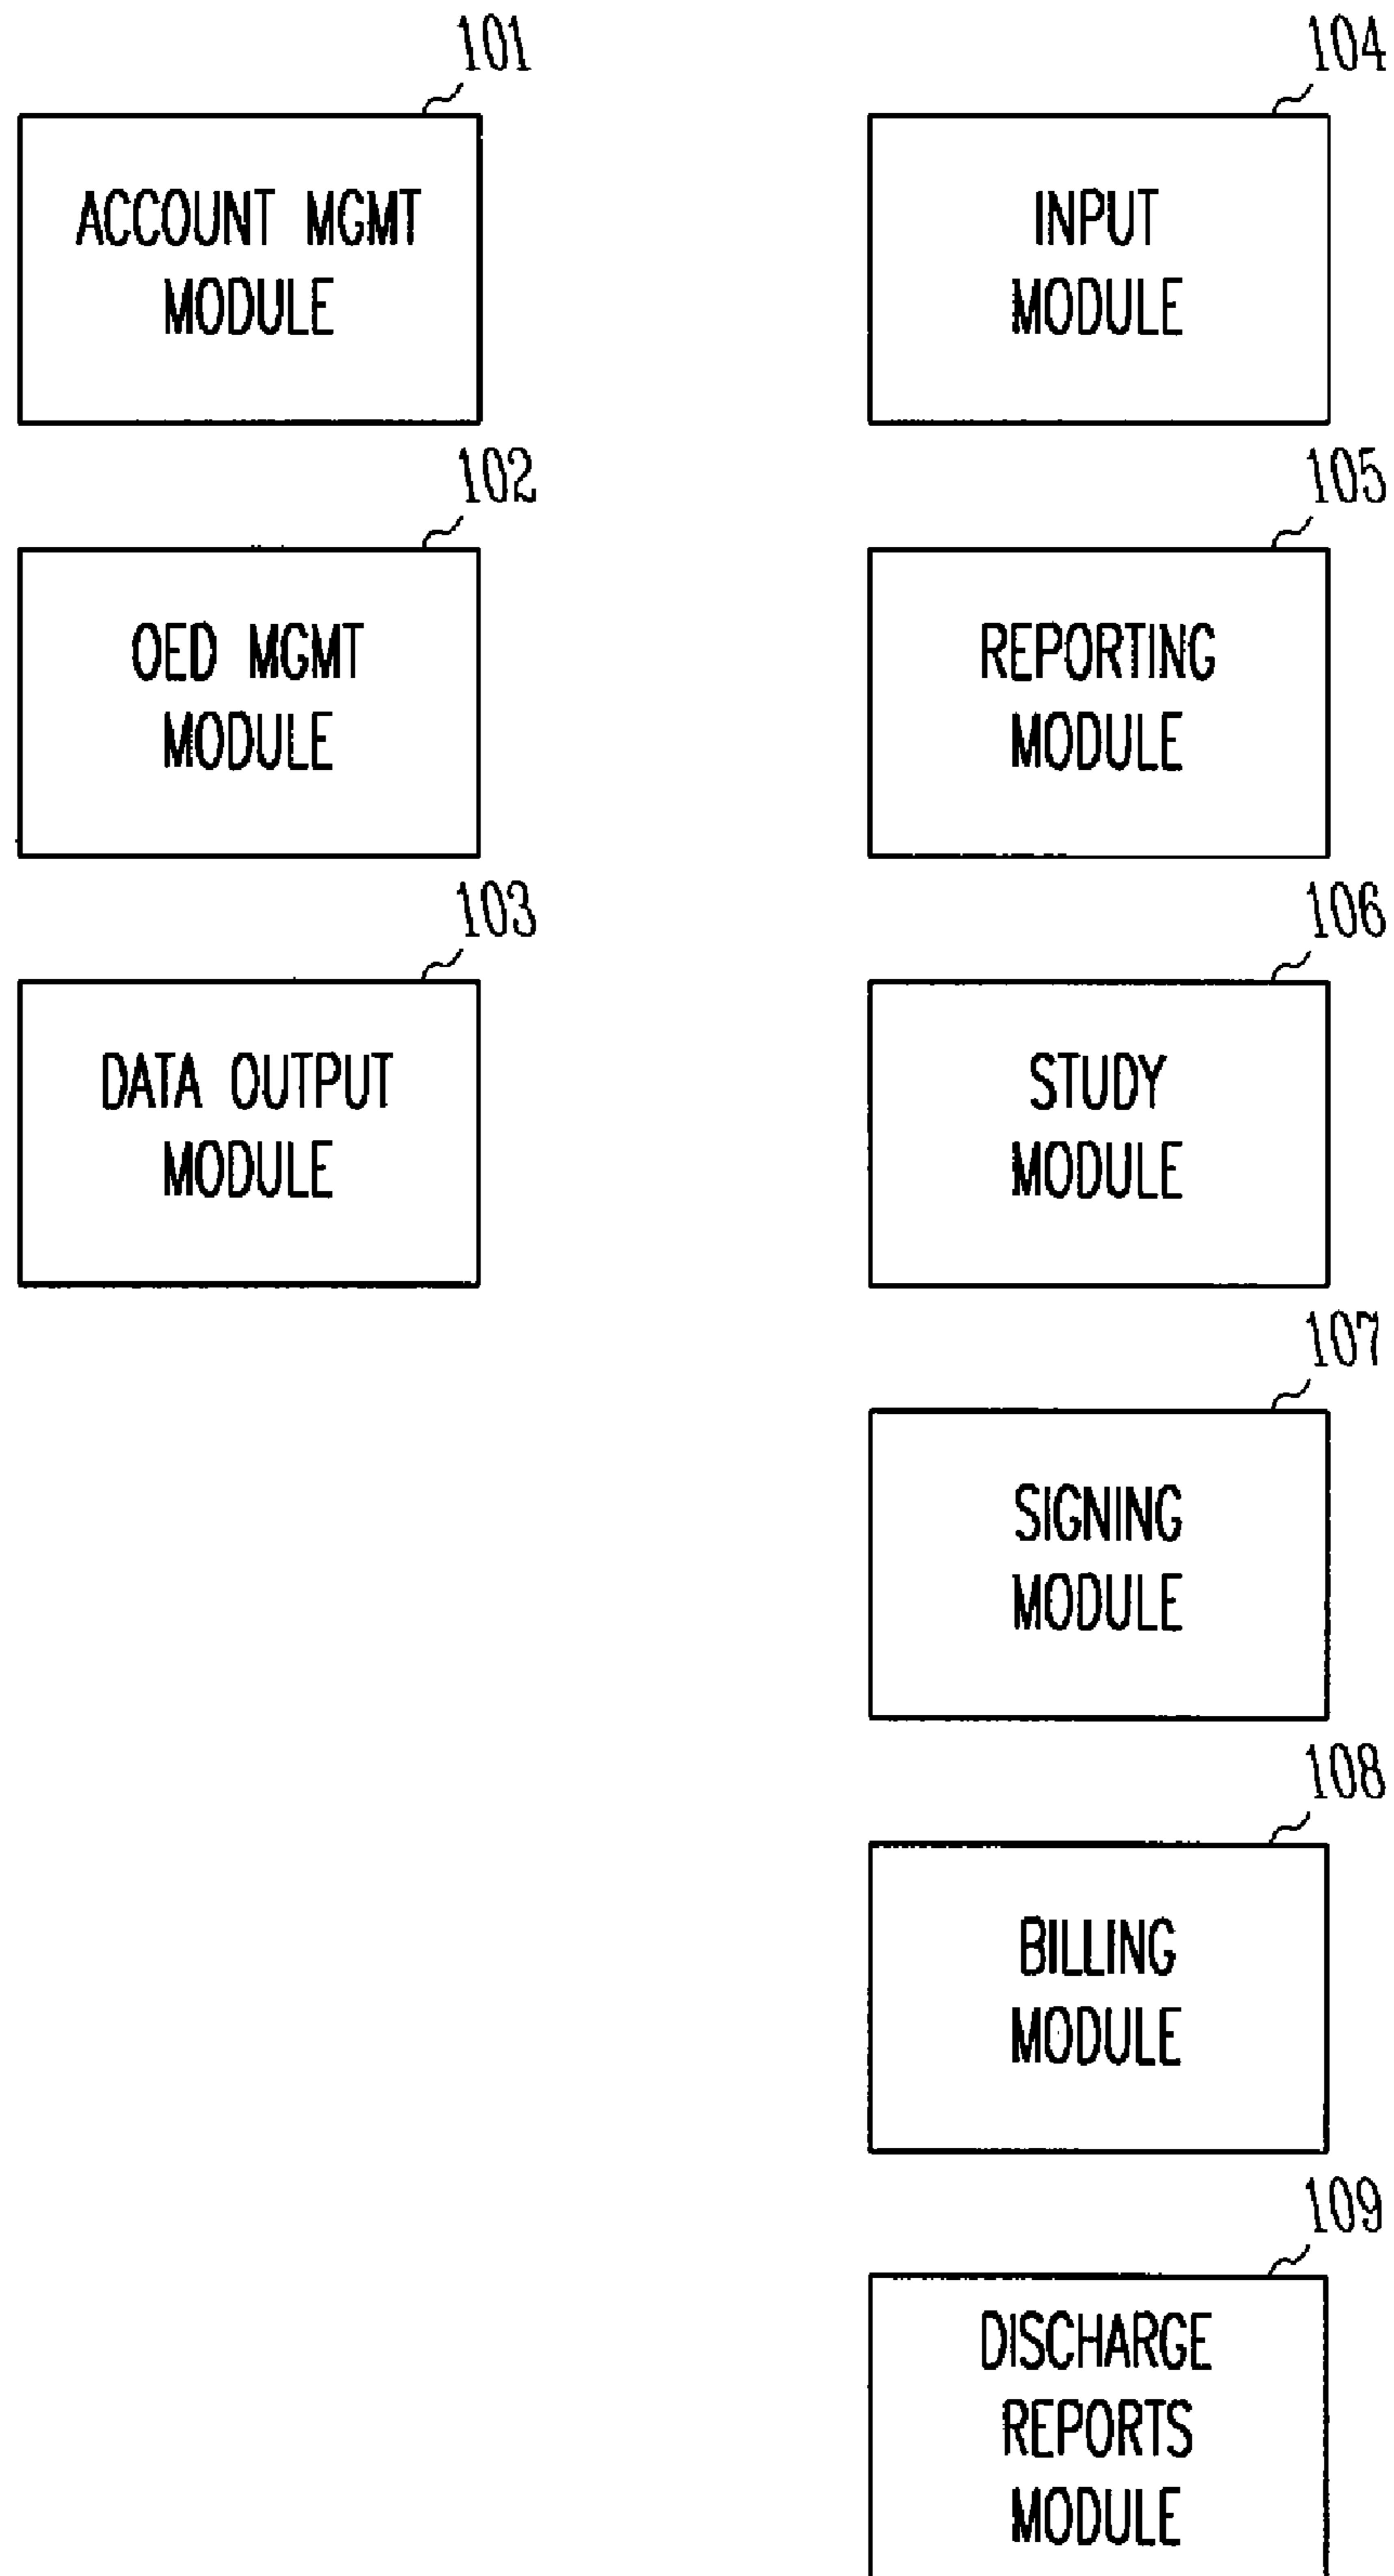 101
ACCOUNT MGMT
MODULE
102
OED MGMT
MODULE
103
DATA OUTPUT
MODULE
104
INPUT
MODULE
105
REPORTING
MODULE
106
STUDY
MODULE
107
SIGNING
MODULE
108
BILLING
MODULE
109
DISCHARGE
REPORTS
MODULE